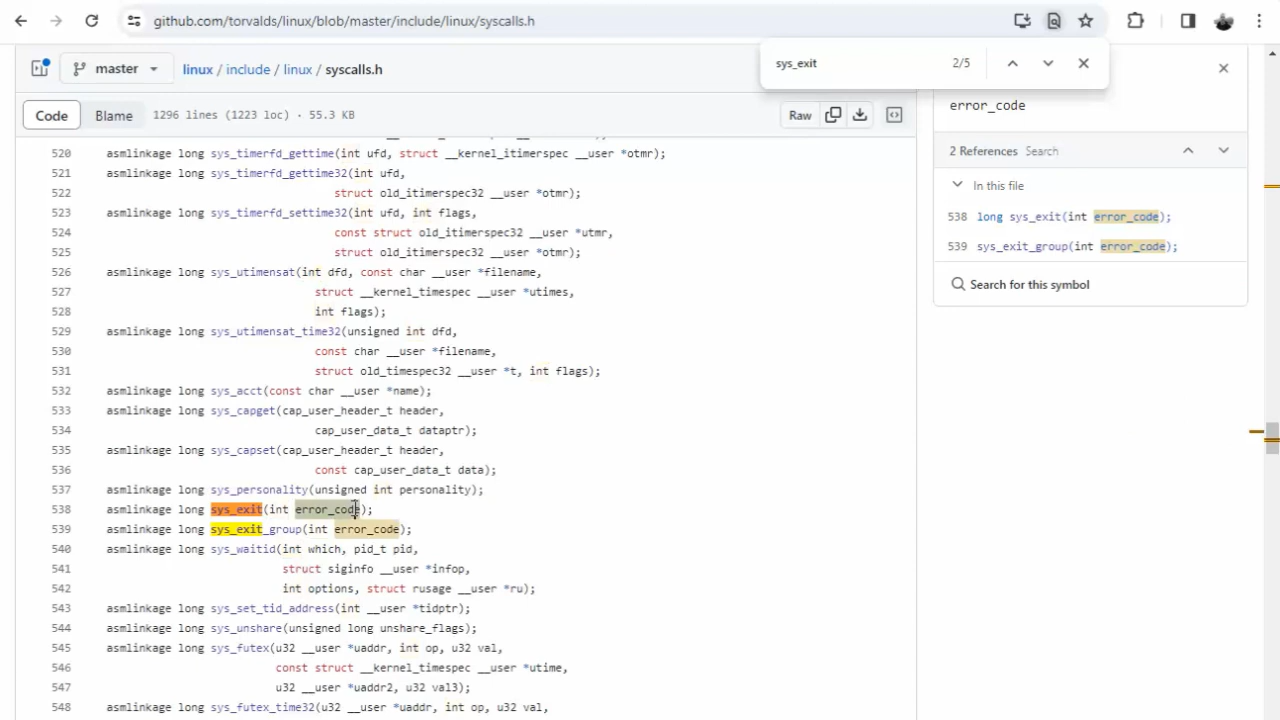 github.com/torvalds/linux/blob/master/include/linux/syscalls.h
master linux / include / linux / syscalls.h
sys_exit 2/5
Code Blame 1296 lines (1223 loc) · 55.3 KB Raw
520 asmlinkage long sys_timerfd_gettime(int ufd, struct __kernel_itimerspec __user *otmr);
521 asmlinkage long sys_timerfd_gettime32(int ufd,
522 struct old_itimerspec32 __user *otmr);
523 asmlinkage long sys_timerfd_settime32(int ufd, int flags,
524 const struct old_itimerspec32 __user *utmr,
525 struct old_itimerspec32 __user *otmr);
526 asmlinkage long sys_utimensat(int dfd, const char __user *filename,
527 struct __kernel_timespec __user *utimes,
528 int flags);
529 asmlinkage long sys_utimensat_time32(unsigned int dfd,
530 const char __user *filename,
531 struct old_timespec32 __user *t, int flags);
532 asmlinkage long sys_acct(const char __user *name);
533 asmlinkage long sys_capget(cap_user_header_t header,
534 cap_user_data_t dataptr);
535 asmlinkage long sys_capset(cap_user_header_t header,
536 const cap_user_data_t data);
537 asmlinkage long sys_personality(unsigned int personality);
538 asmlinkage long sys_exit(int error_code);
539 asmlinkage long sys_exit_group(int error_code);
540 asmlinkage long sys_waitid(int which, pid_t pid,
541 struct siginfo __user *infop,
542 int options, struct rusage __user *ru);
543 asmlinkage long sys_set_tid_address(int __user *tidptr);
544 asmlinkage long sys_unshare(unsigned long unshare_flags);
545 asmlinkage long sys_futex(u32 __user *uaddr, int op, u32 val,
546 const struct __kernel_timespec __user *utime,
547 u32 __user *uaddr2, u32 val3);
548 asmlinkage long sys_futex_time32(u32 __user *uaddr, int op, u32 val,
error_code
2 References Search
In this file
538 long sys_exit(int error_code);
539 sys_exit_group(int error_code);
Search for this symbol